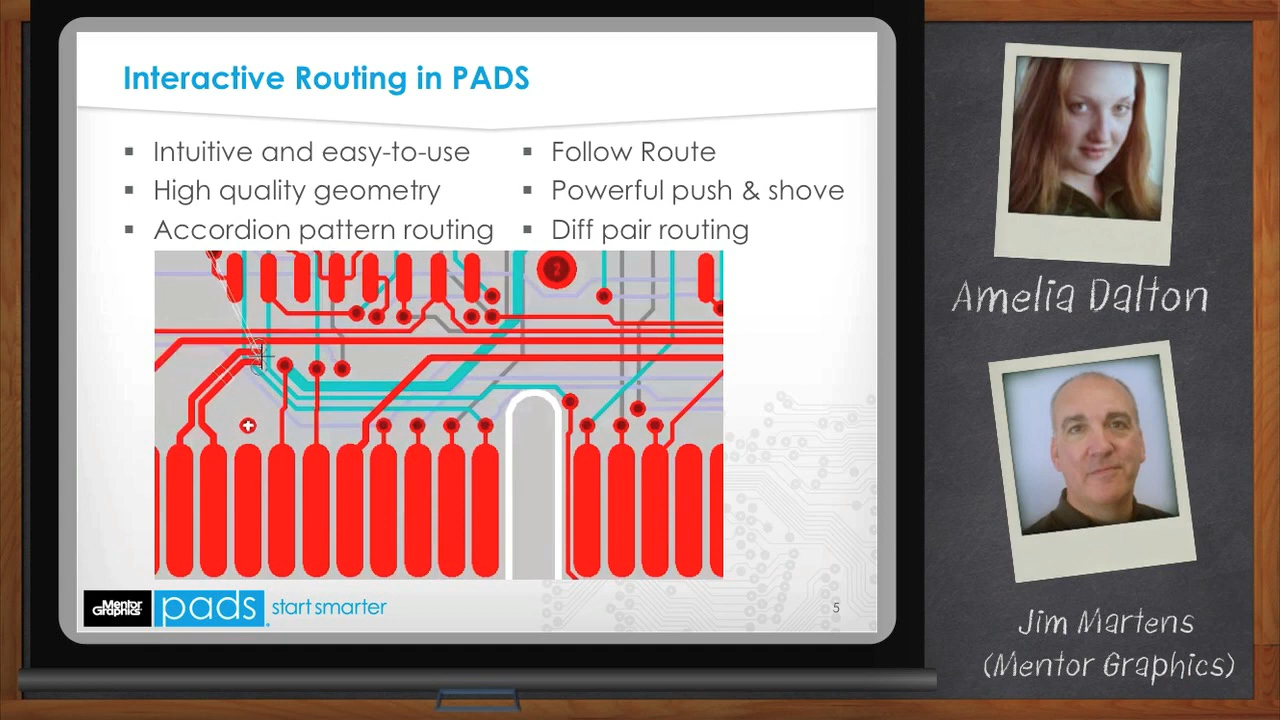 Interactive Routing in PADS
▪ Intuitive and easy-to-use
▪ High quality geometry
▪ Accordion pattern routing
▪ Follow Route
▪ Powerful push & shove
▪ Diff pair routing
2
Mentor
Graphics
pads
start smarter
5
Amelia Dalton
Jim Martens
(Mentor Graphics)